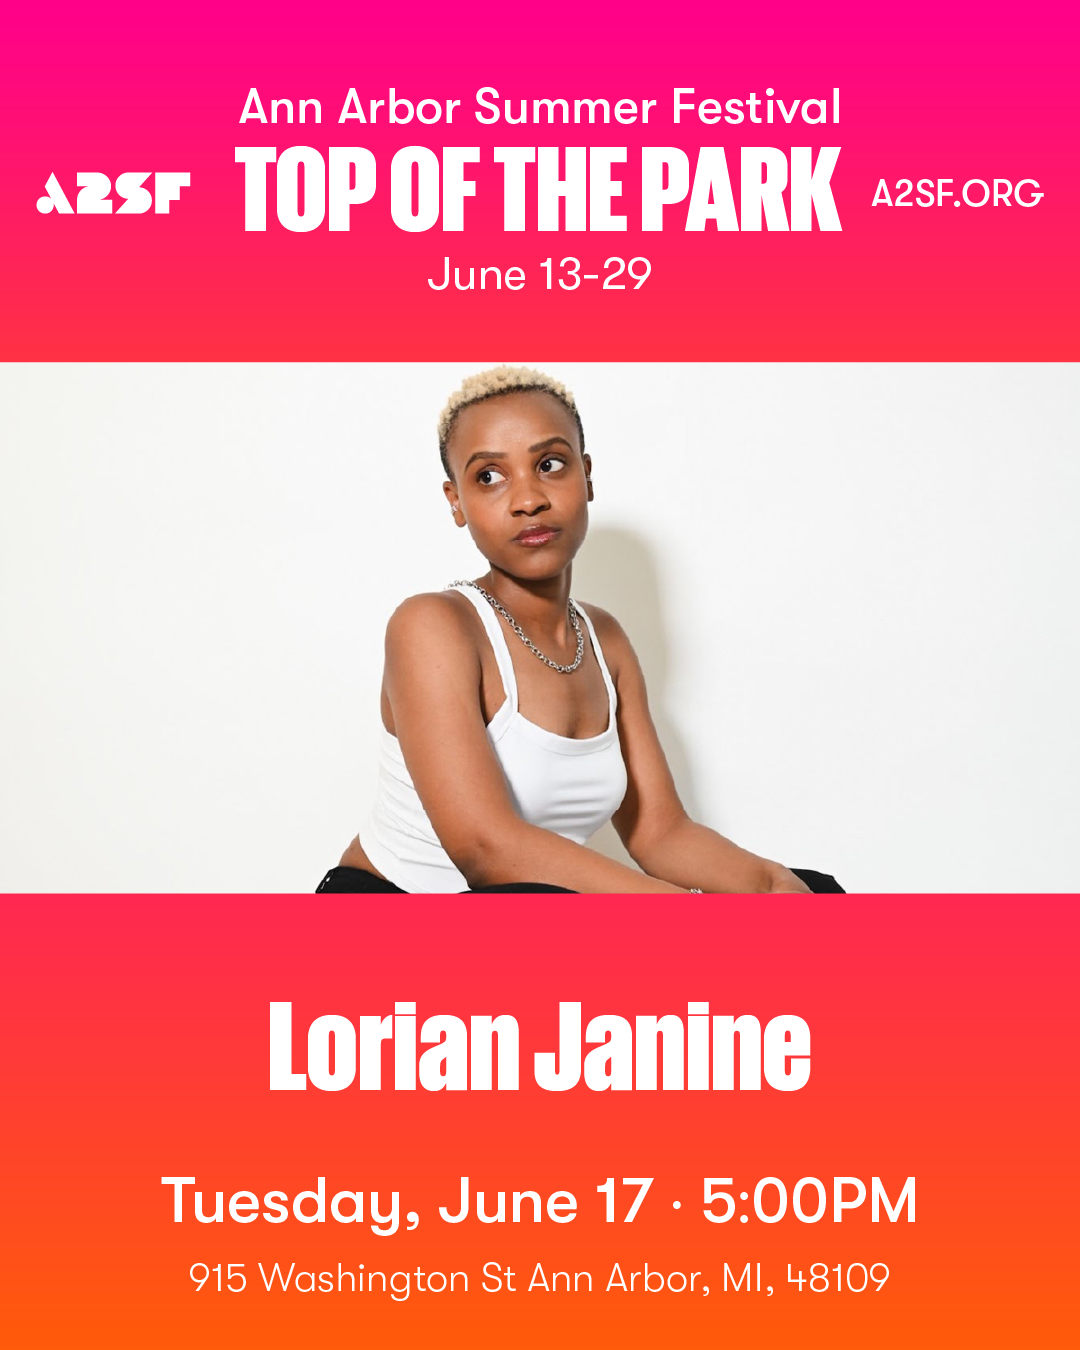 Ann Arbor Summer Festival
A2SF
TOP OF THE PARK
A2SF.ORG
June 13-29
Lorian Janine
Tuesday, June 17 · 5:00PM
915 Washington St Ann Arbor, MI, 48109